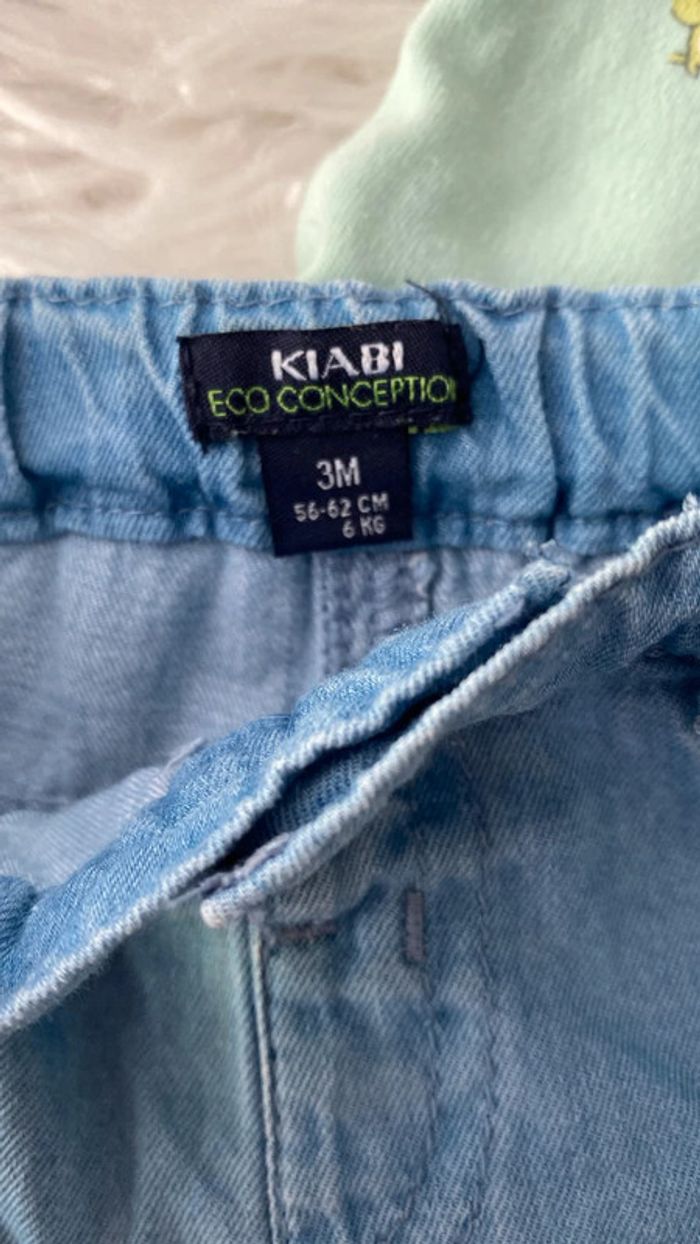 KIABI
ECO CONCEPTION
3M
56-62 CM
6 KG